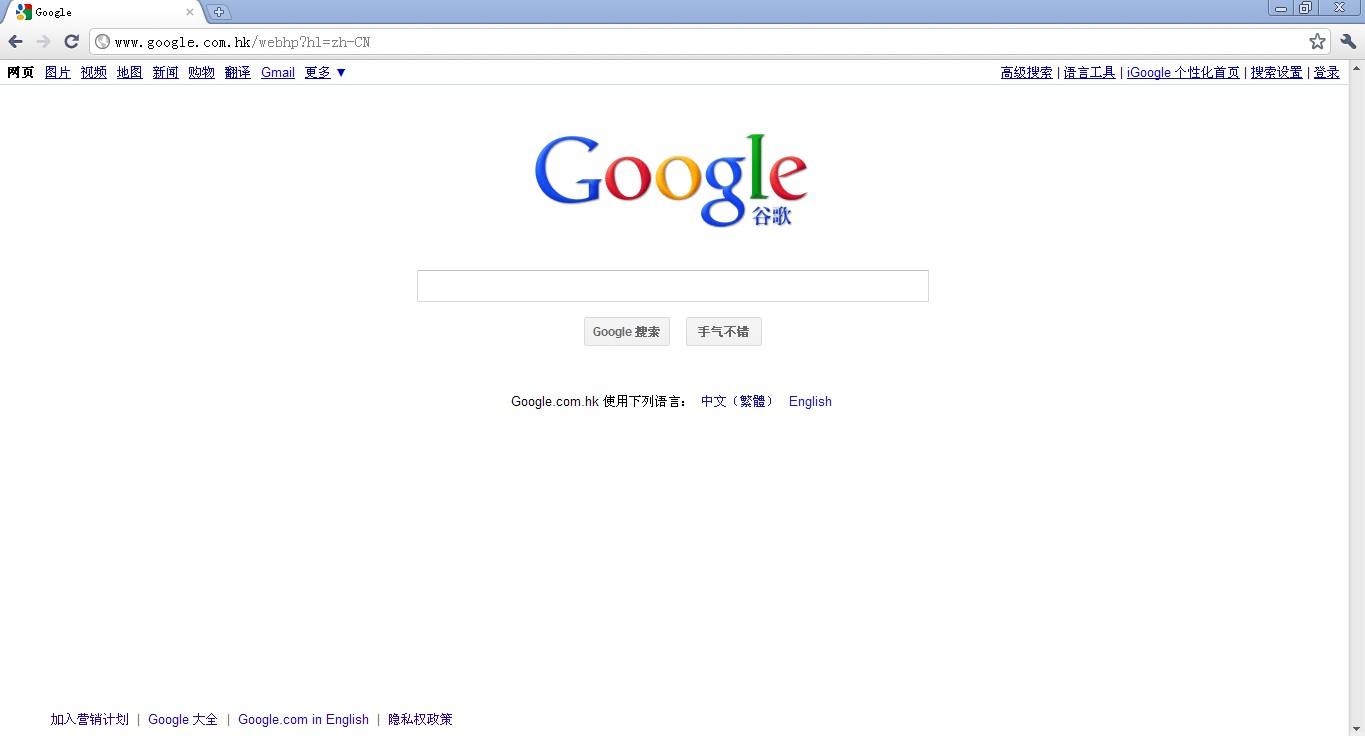 Google
www.google.com.hk/webhp?hl=zh-CN
网页 图片 视频 地图 新闻 购物 翻译 Gmail 更多 ▼ 高级搜索 | 语言工具 | iGoogle 个性化首页 | 搜索设置 | 登录
Google
谷歌
Google 搜索 手气不错
Google.com.hk 使用下列语言： 中文（繁體） English
加入营销计划 | Google 大全 | Google.com in English | 隐私权政策